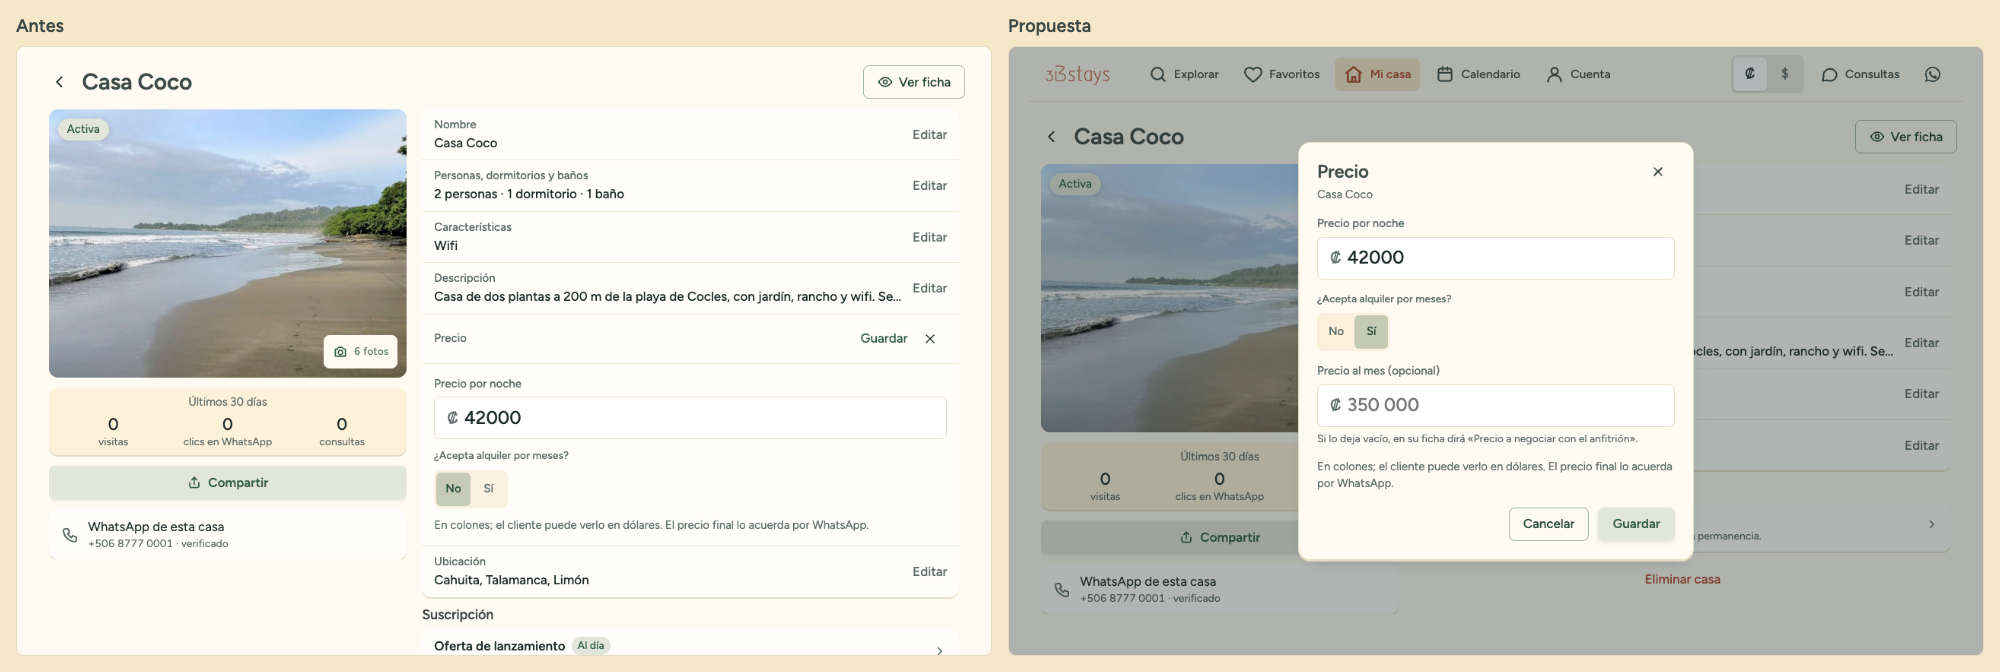 Antes
Casa Coco
Ver ficha
Activa
6 fotos
Últimos 30 días
0
0
0
visitas
clics en WhatsApp
consultas
Compartir
WhatsApp de esta casa
+506 8777 0001 · verificado
Nombre
Casa Coco
Editar
Personas, dormitorios y baños
2 personas · 1 dormitorio · 1 baño
Editar
Características
Wifi
Editar
Descripción
Casa de dos plantas a 200 m de la playa de Cocles, con jardín, rancho y wifi. Se...
Editar
Precio
Guardar
Precio por noche
₡ 42000
¿Acepta alquiler por meses?
No Sí
En colones; el cliente puede verlo en dólares. El precio final lo acuerda por WhatsApp.
Ubicación
Cahuita, Talamanca, Limón
Editar
Suscripción
Oferta de lanzamiento Al día
Propuesta
3Bstays
Explorar
Favoritos
Mi casa
Calendario
Cuenta
₡ $
Consultas
Casa Coco
Ver ficha
Activa
Últimos 30 días
0
0
visitas
clics en WhatsApp
Compartir
WhatsApp de esta casa
+506 8777 0001 · verificado
Precio
Casa Coco
Precio por noche
₡ 42000
¿Acepta alquiler por meses?
No Sí
Precio al mes (opcional)
₡ 350 000
Si lo deja vacío, en su ficha dirá «Precio a negociar con el anfitrión».
En colones; el cliente puede verlo en dólares. El precio final lo acuerda
por WhatsApp.
Cancelar
Guardar
Editar
Editar
Editar
ocles, con jardín, rancho y wifi. Se...
Editar
Editar
Editar
permanencia.
Eliminar casa